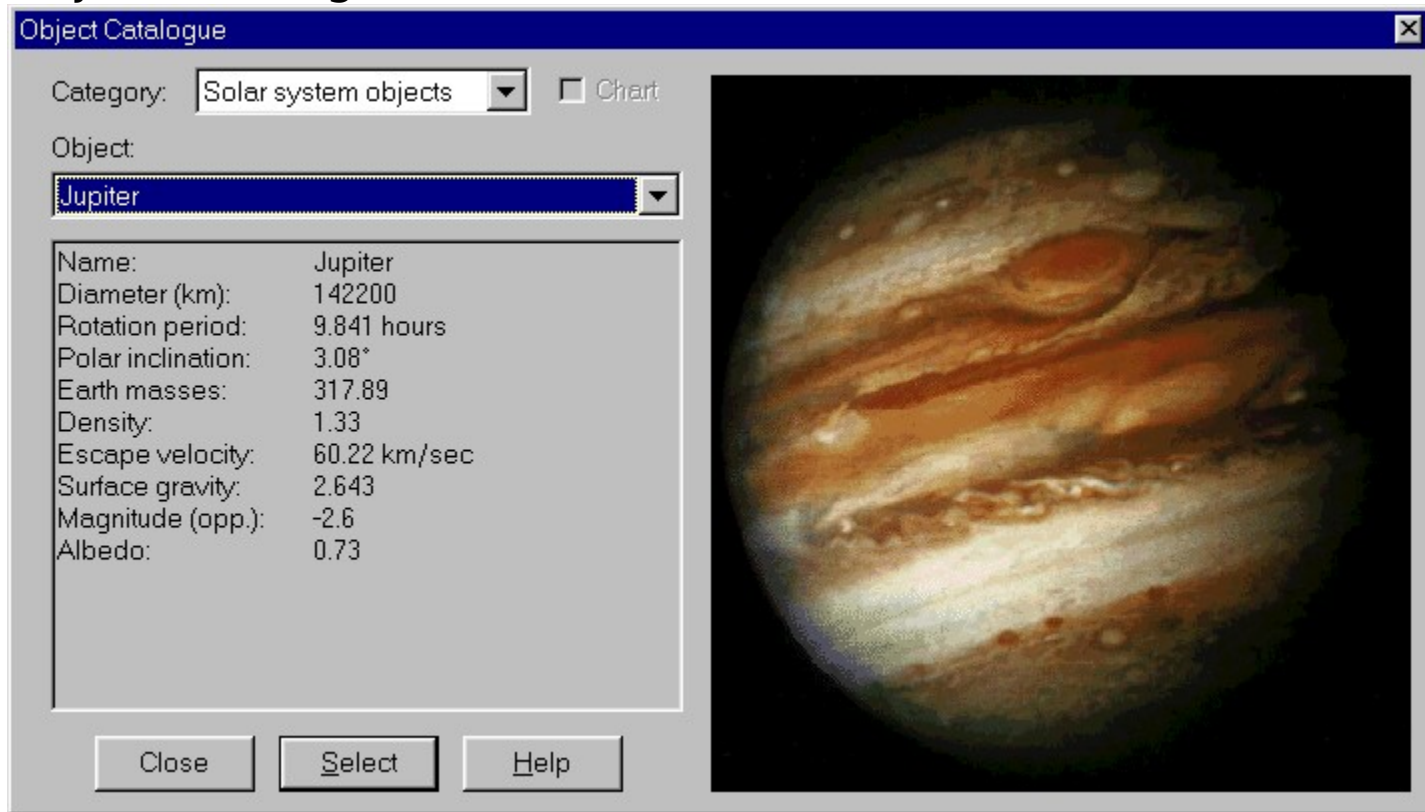 Object Catalogue
Category: Solar system objects Chart
Object:
Jupiter
Name: Jupiter
Diameter (km): 142200
Rotation period: 9.841 hours
Polar inclination: 3.08°
Earth masses: 317.89
Density: 1.33
Escape velocity: 60.22 km/sec
Surface gravity: 2.643
Magnitude (opp.): -2.6
Albedo: 0.73
Close Select Help